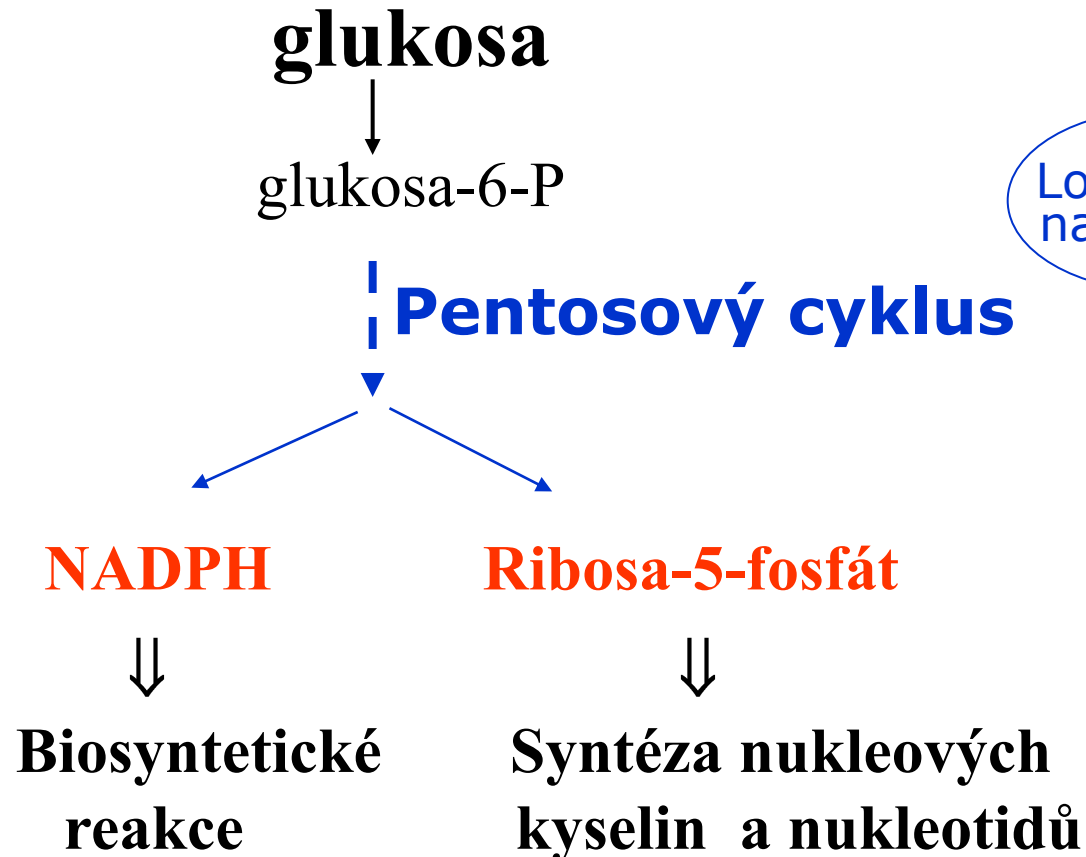 glukosa
glukosa-6-P
Pentosový cyklus
NADPH
Ribosa-5-fosfát
⇓
⇓
Biosyntetické
reakce
Syntéza nukleových
kyselin a nukleotidů